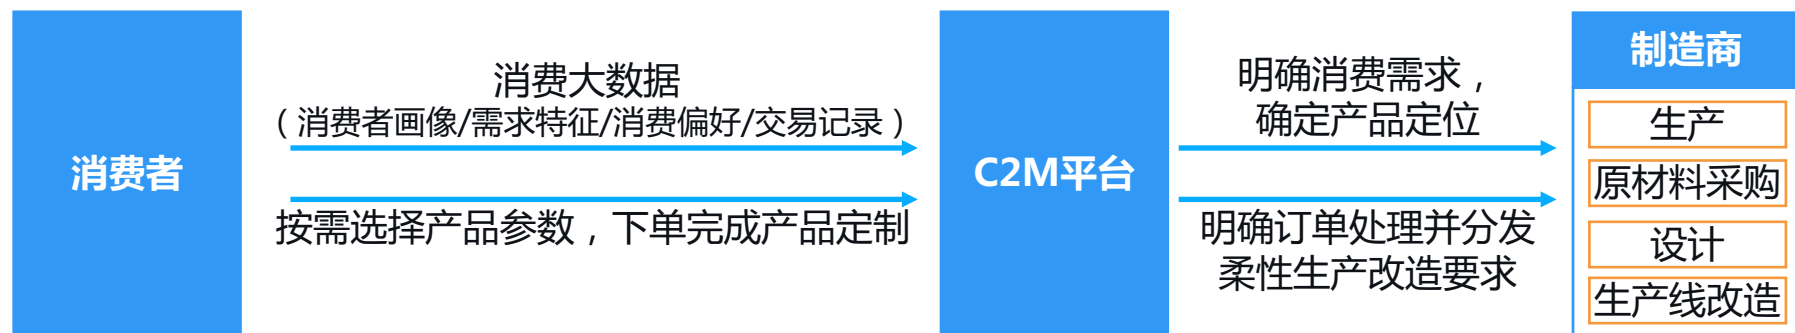 消费者
消费大数据
（消费者画像/需求特征/消费偏好/交易记录）
按需选择产品参数，下单完成产品定制
C2M平台
明确消费需求，
确定产品定位
明确订单处理并分发
柔性生产改造要求
制造商
生产
原材料采购
设计
生产线改造